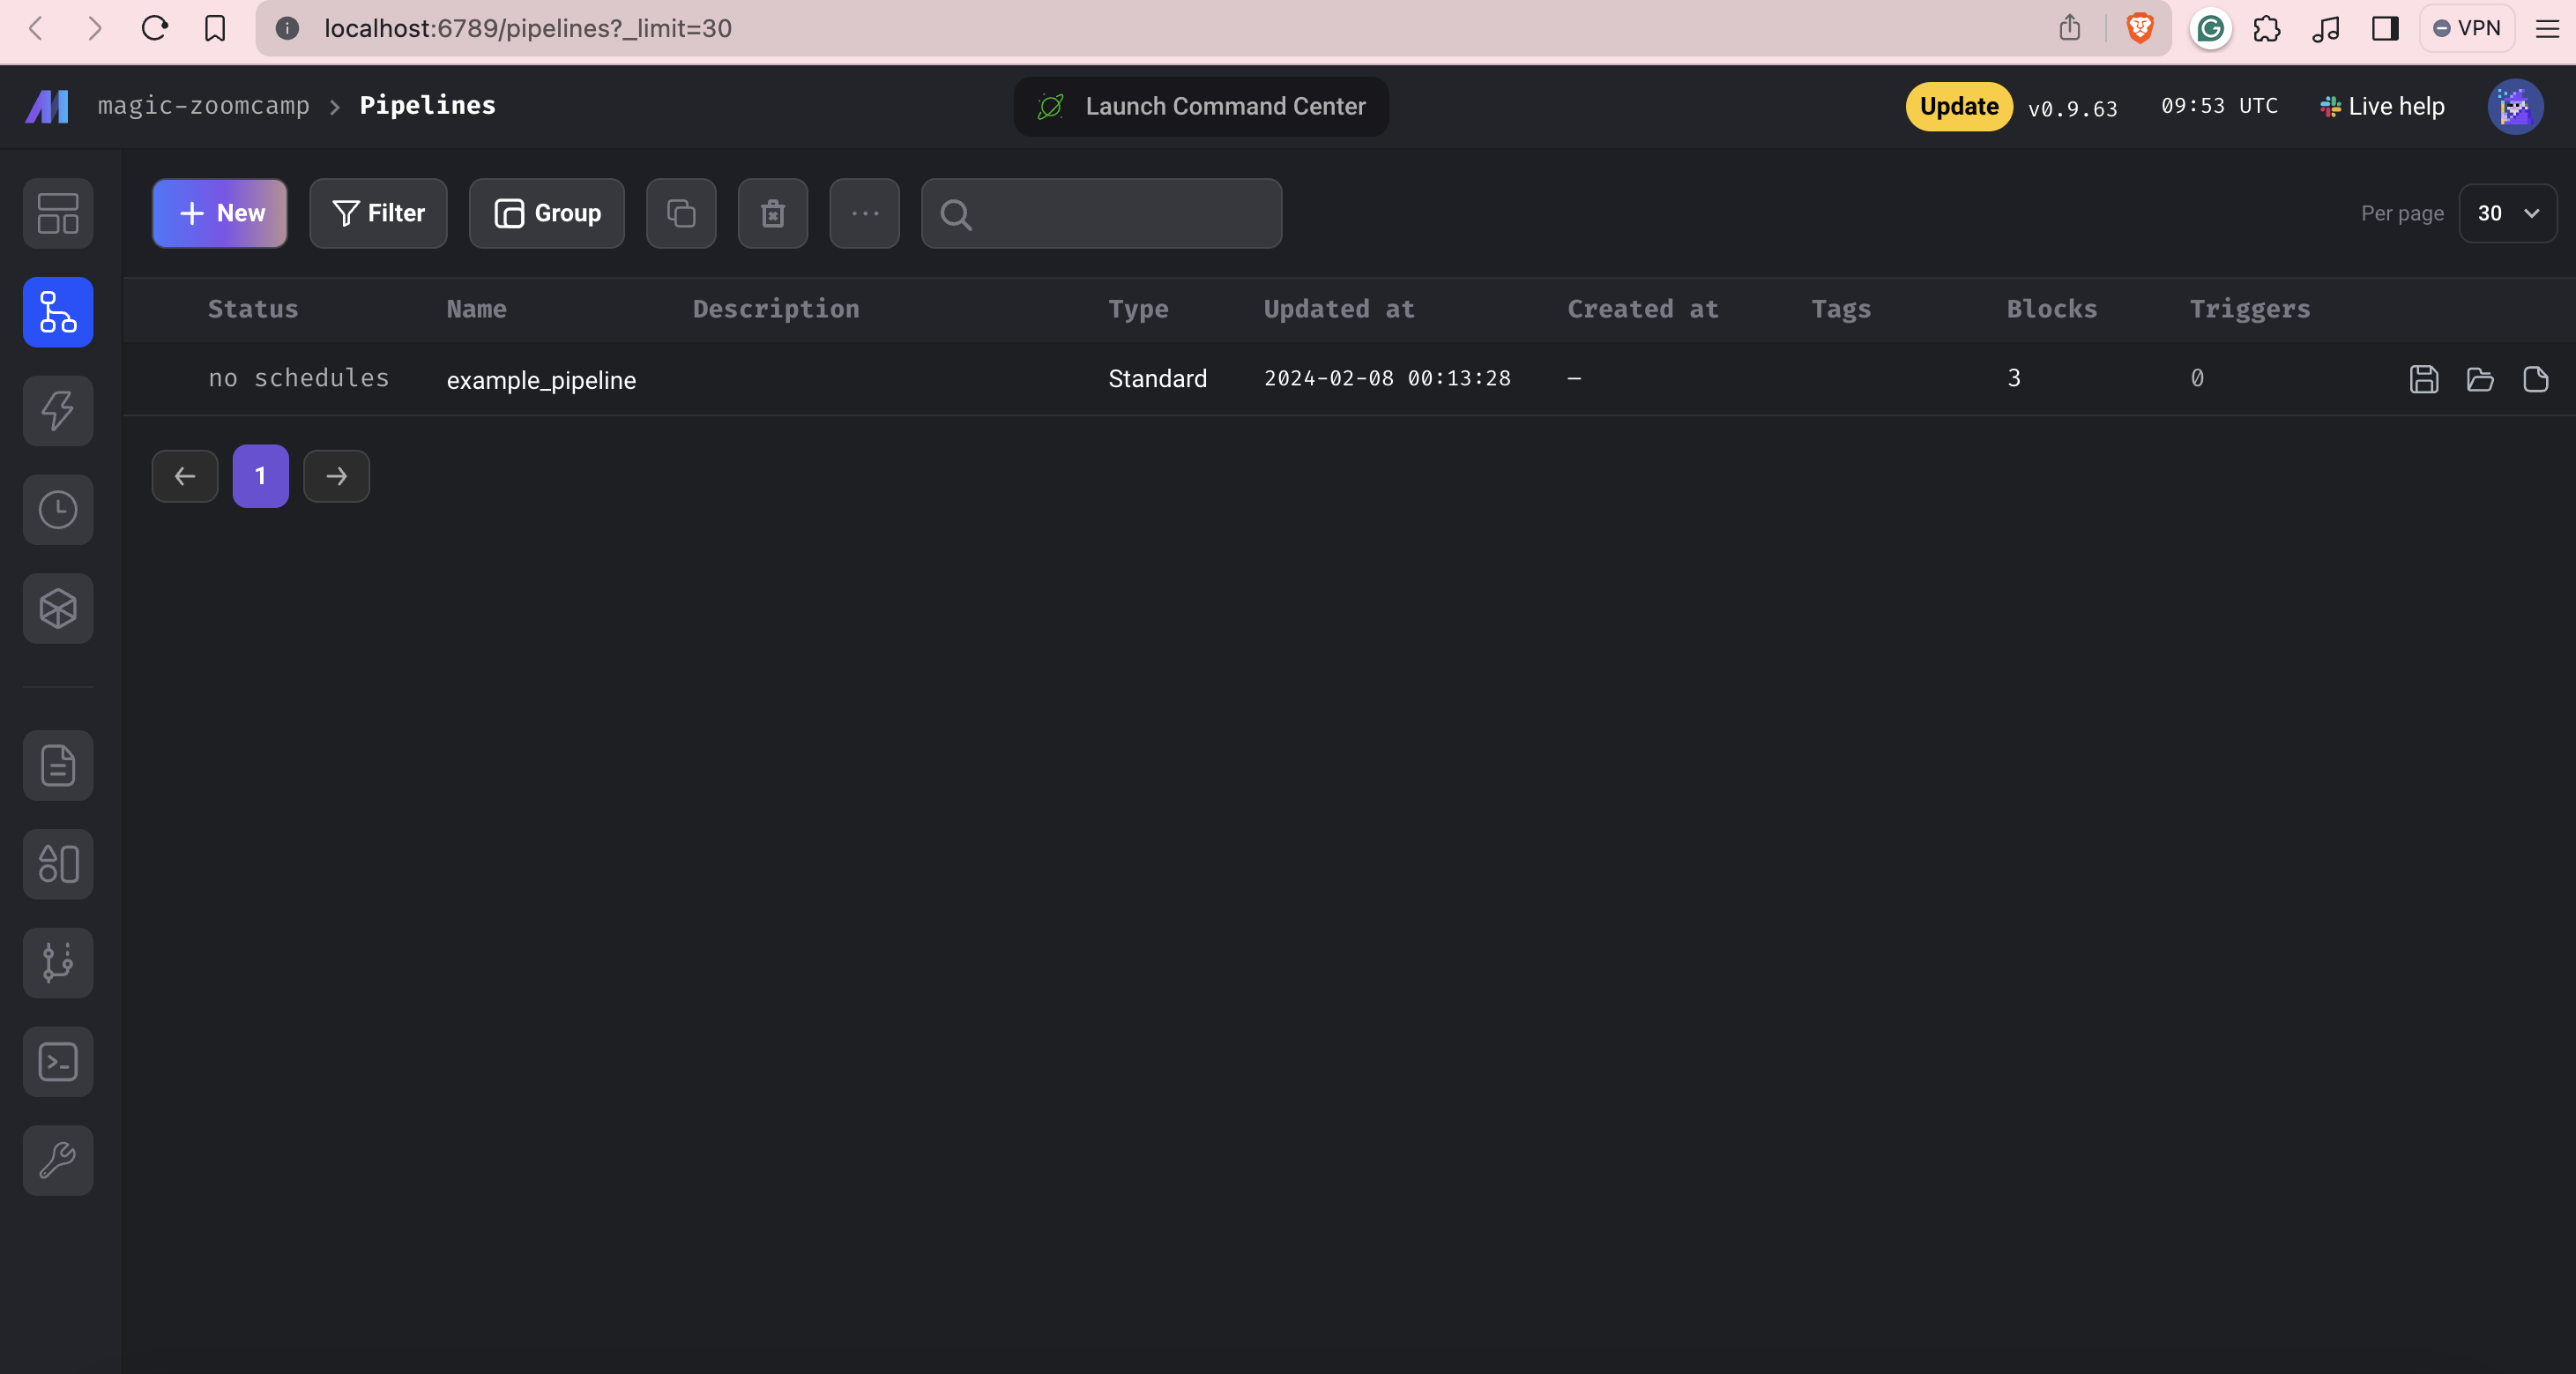 localhost:6789/pipelines?_limit=30
VPN
magic-zoomcamp > Pipelines
Launch Command Center
Update v0.9.63 09:53 UTC Live help
+ New Filter Group
Per page 30
Status Name Description Type Updated at Created at Tags Blocks Triggers
no schedules example_pipeline Standard 2024-02-08 00:13:28 — 3 0
1